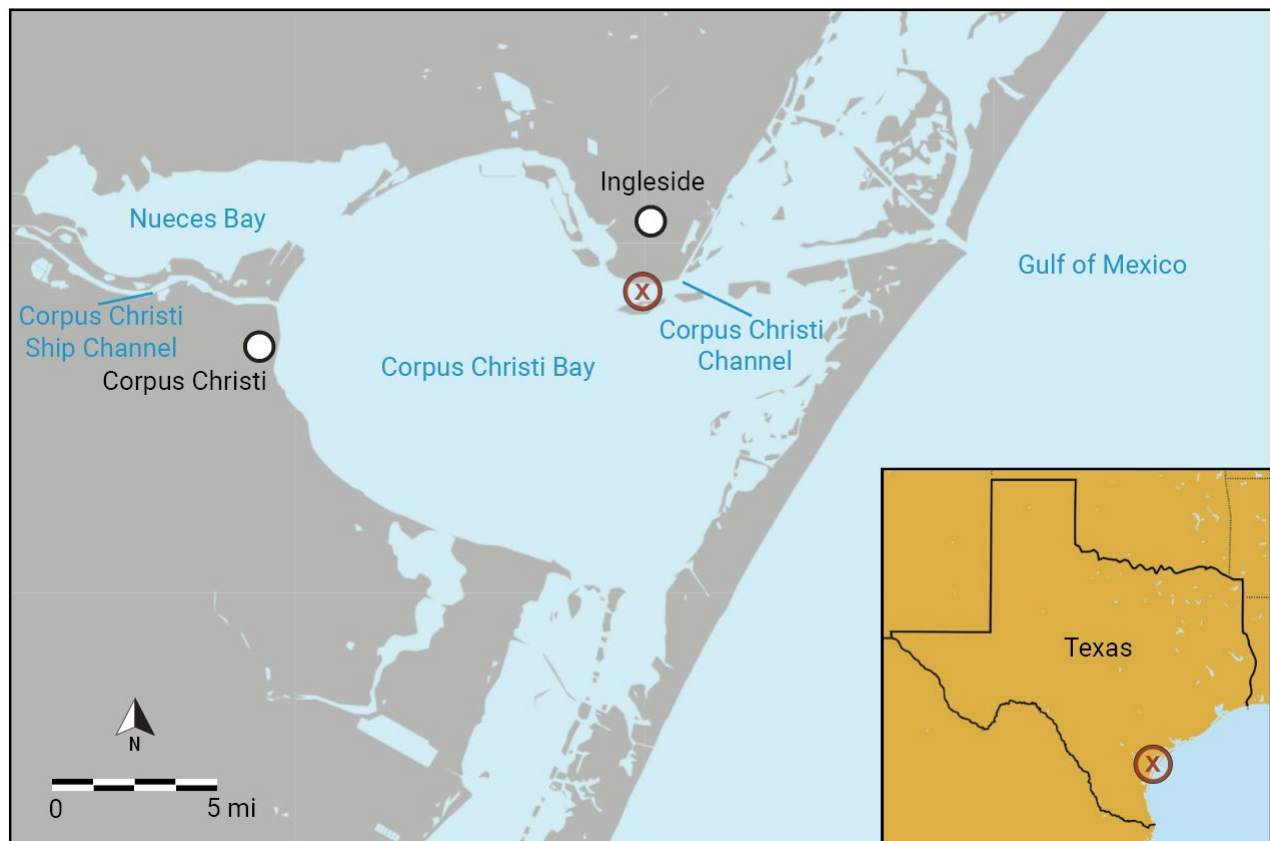 Ingleside
Nueces Bay
Gulf of Mexico
X
Corpus Christi
Ship Channel
Corpus Christi
Channel
Corpus Christi Bay
Corpus Christi
Texas
N
X
0 5 mi